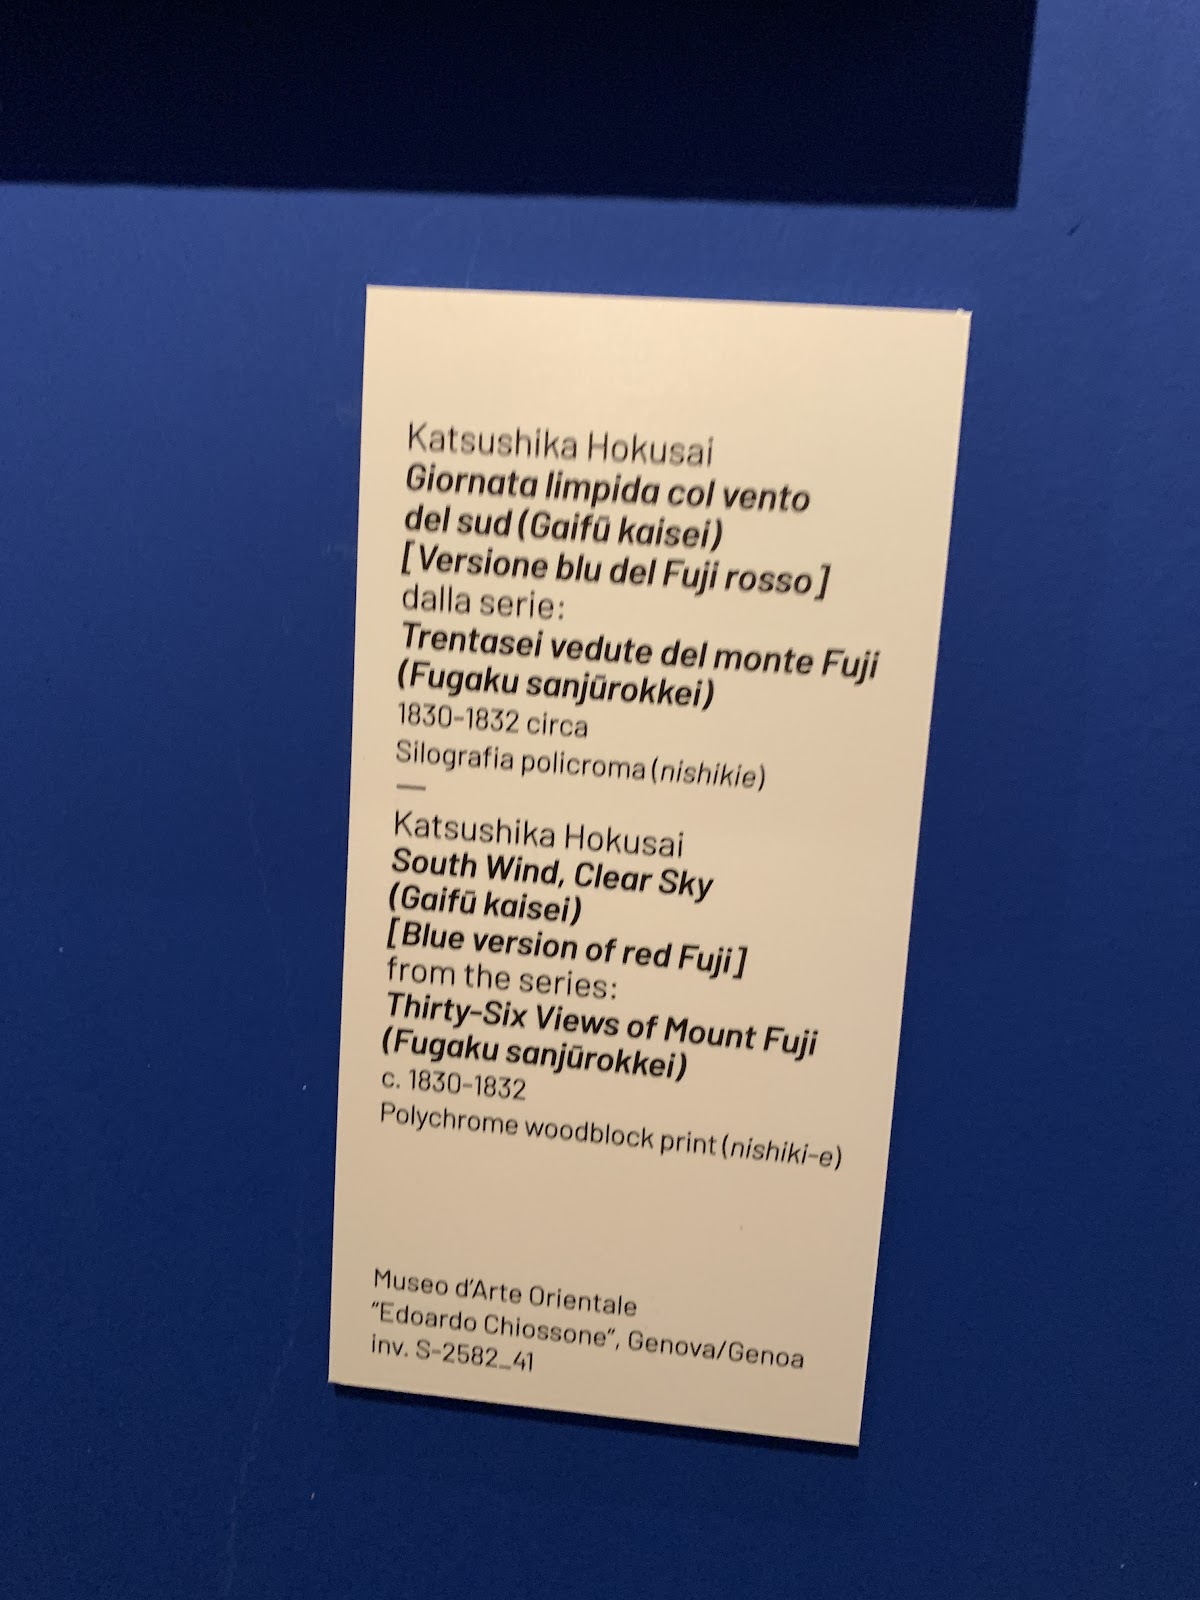 Katsushika Hokusai
Giornata limpida col vento
del sud (Gaifū kaisei)
[Versione blu del Fuji rosso]
dalla serie:
Trentasei vedute del monte Fuji
(Fugaku sanjūrokkei)
1830-1832 circa
Silografia policroma (nishikie)
—
Katsushika Hokusai
South Wind, Clear Sky
(Gaifū kaisei)
[Blue version of red Fuji]
from the series:
Thirty-Six Views of Mount Fuji
(Fugaku sanjūrokkei)
c. 1830-1832
Polychrome woodblock print (nishiki-e)
Museo d'Arte Orientale
"Edoardo Chiossone", Genova/Genoa
inv. S-2582_41